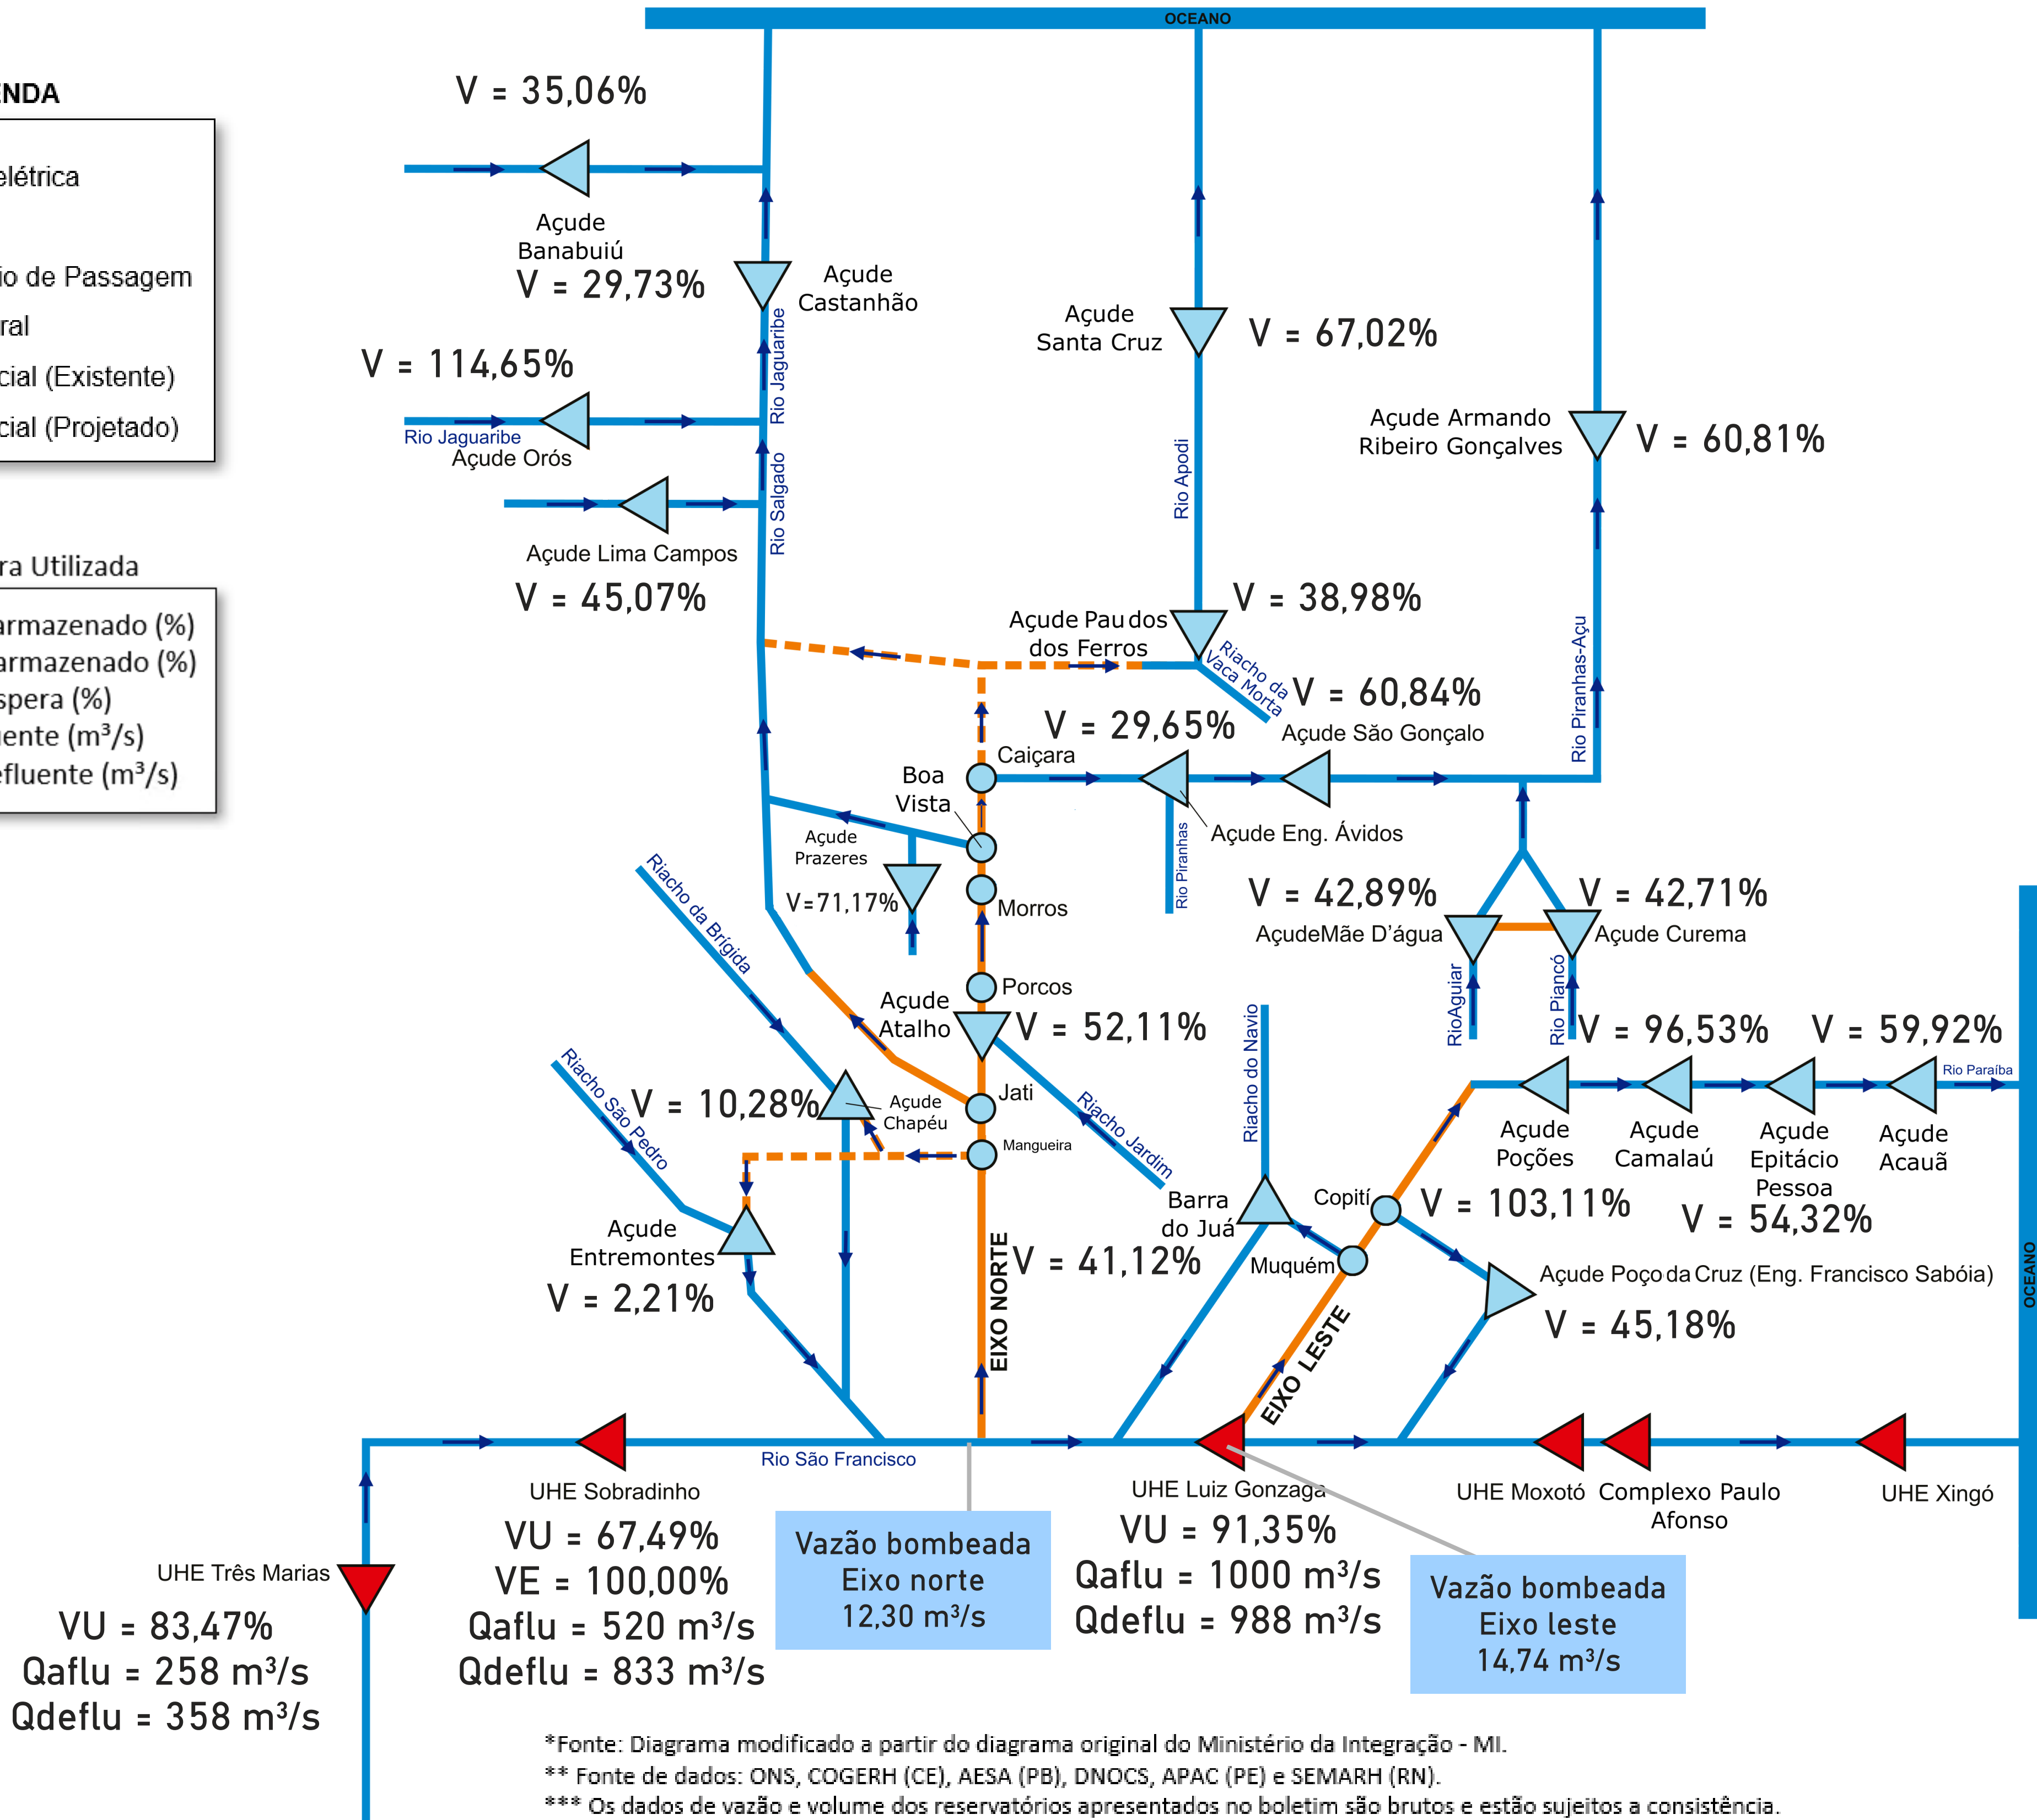 OCEANO
V = 35,06%
Açude
Banabuiú
V = 29,73%
Açude
Castanhão
Rio Jaguaribe
V = 114,65%
Rio Jaguaribe
Açude Orós
Rio Salgado
Açude Lima Campos
V = 45,07%
Açude
Santa Cruz
V = 67,02%
Rio Apodi
Açude Armando
Ribeiro Gonçalves
V = 60,81%
Rio Piranhas-Açu
elétrica
io de Passagem
ral
cial (Existente)
cial (Projetado)
ra Utilizada
armazenado (%)
armazenado (%)
spera (%)
uente (m³/s)
efluente (m³/s)
V = 38,98%
Açude Pau dos
dos Ferros
Riacho da
Vaca Morta
V = 60,84%
Açude São Gonçalo
V = 29,65%
Caiçara
Boa
Vista
Açude Eng. Ávidos
Rio Piranhas
Açude
Prazeres
V=71,17%
Morros
Riacho da Brígida
V = 42,89%
AçudeMãe D'água
V = 42,71%
Açude Curema
RioAguiar
Rio Piancó
Porcos
Açude
Atalho
V = 52,11%
Riacho do Navio
V = 96,53%
V = 59,92%
Rio Paraíba
Riacho São Pedro
V = 10,28%
Açude
Chapéu
Jati
Mangueira
Riacho Jardim
Açude
Poções
Açude
Camalaú
Açude
Epitácio
Pessoa
Açude
Acauã
V = 103,11%
V = 54,32%
Barra
do Juá
Copití
Muquém
V = 41,12%
Açude
Entremontes
V = 2,21%
EIXO NORTE
EIXO LESTE
Açude Poço da Cruz (Eng. Francisco Sabóia)
V = 45,18%
OCEANO
Rio São Francisco
UHE Sobradinho
VU = 67,49%
VE = 100,00%
Qaflu = 520 m³/s
Qdeflu = 833 m³/s
Vazão bombeada
Eixo norte
12,30 m³/s
UHE Luiz Gonzaga
VU = 91,35%
Qaflu = 1000 m³/s
Qdeflu = 988 m³/s
Vazão bombeada
Eixo leste
14,74 m³/s
UHE Moxotó
Complexo Paulo
Afonso
UHE Xingó
UHE Três Marias
VU = 83,47%
Qaflu = 258 m³/s
Qdeflu = 358 m³/s
*Fonte: Diagrama modificado a partir do diagrama original do Ministério da Integração - MI.
** Fonte de dados: ONS, COGERH (CE), AESA (PB), DNOCS, APAC (PE) e SEMARH (RN).
*** Os dados de vazão e volume dos reservatórios apresentados no boletim são brutos e estão sujeitos a consistência.